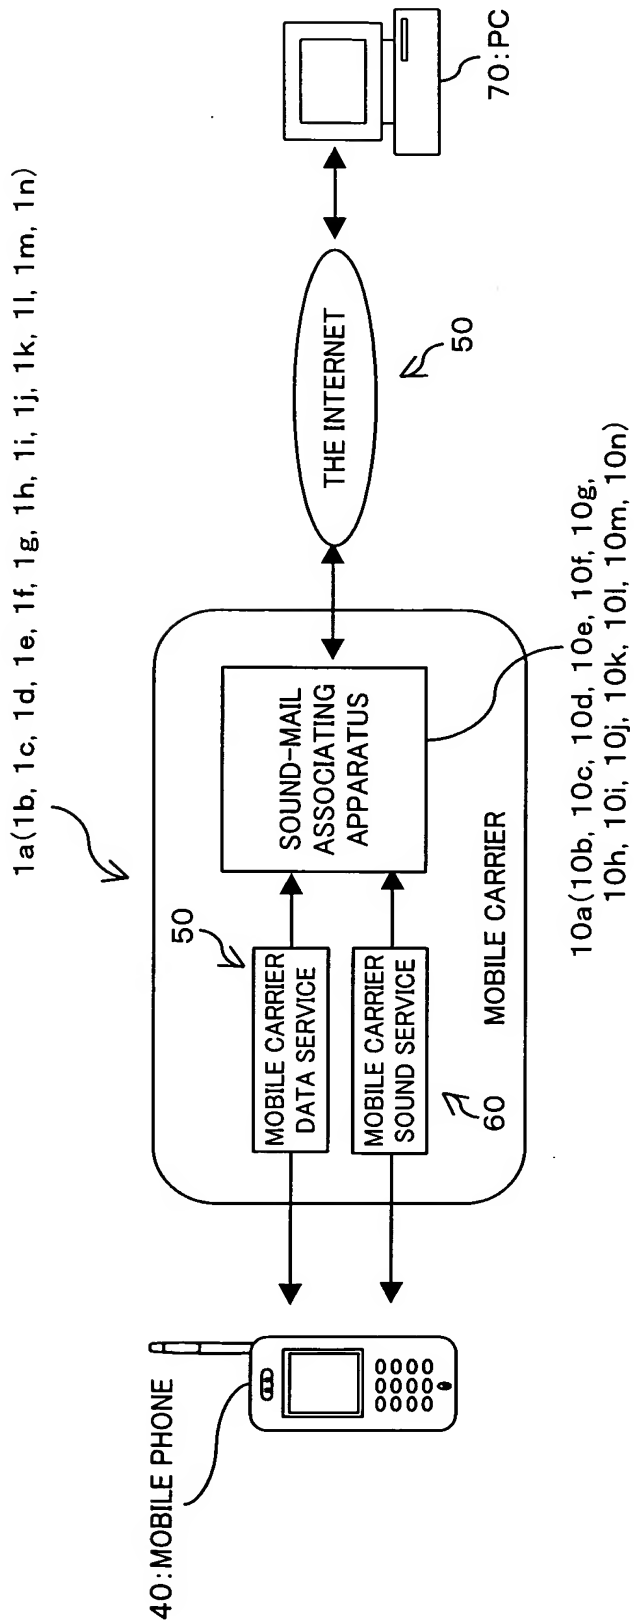 1a(1b, 1c, 1d, 1e, 1f, 1g, 1h, 1i, 1j, 1k, 1l, 1m, 1n)
40:MOBILE PHONE
50
MOBILE CARRIER
DATA SERVICE
MOBILE CARRIER
SOUND SERVICE
60
SOUND-MAIL
ASSOCIATING
APPARATUS
MOBILE CARRIER
THE INTERNET
50
70:PC
10a(10b, 10c, 10d, 10e, 10f, 10g,
10h, 10i, 10j, 10k, 10l, 10m, 10n)